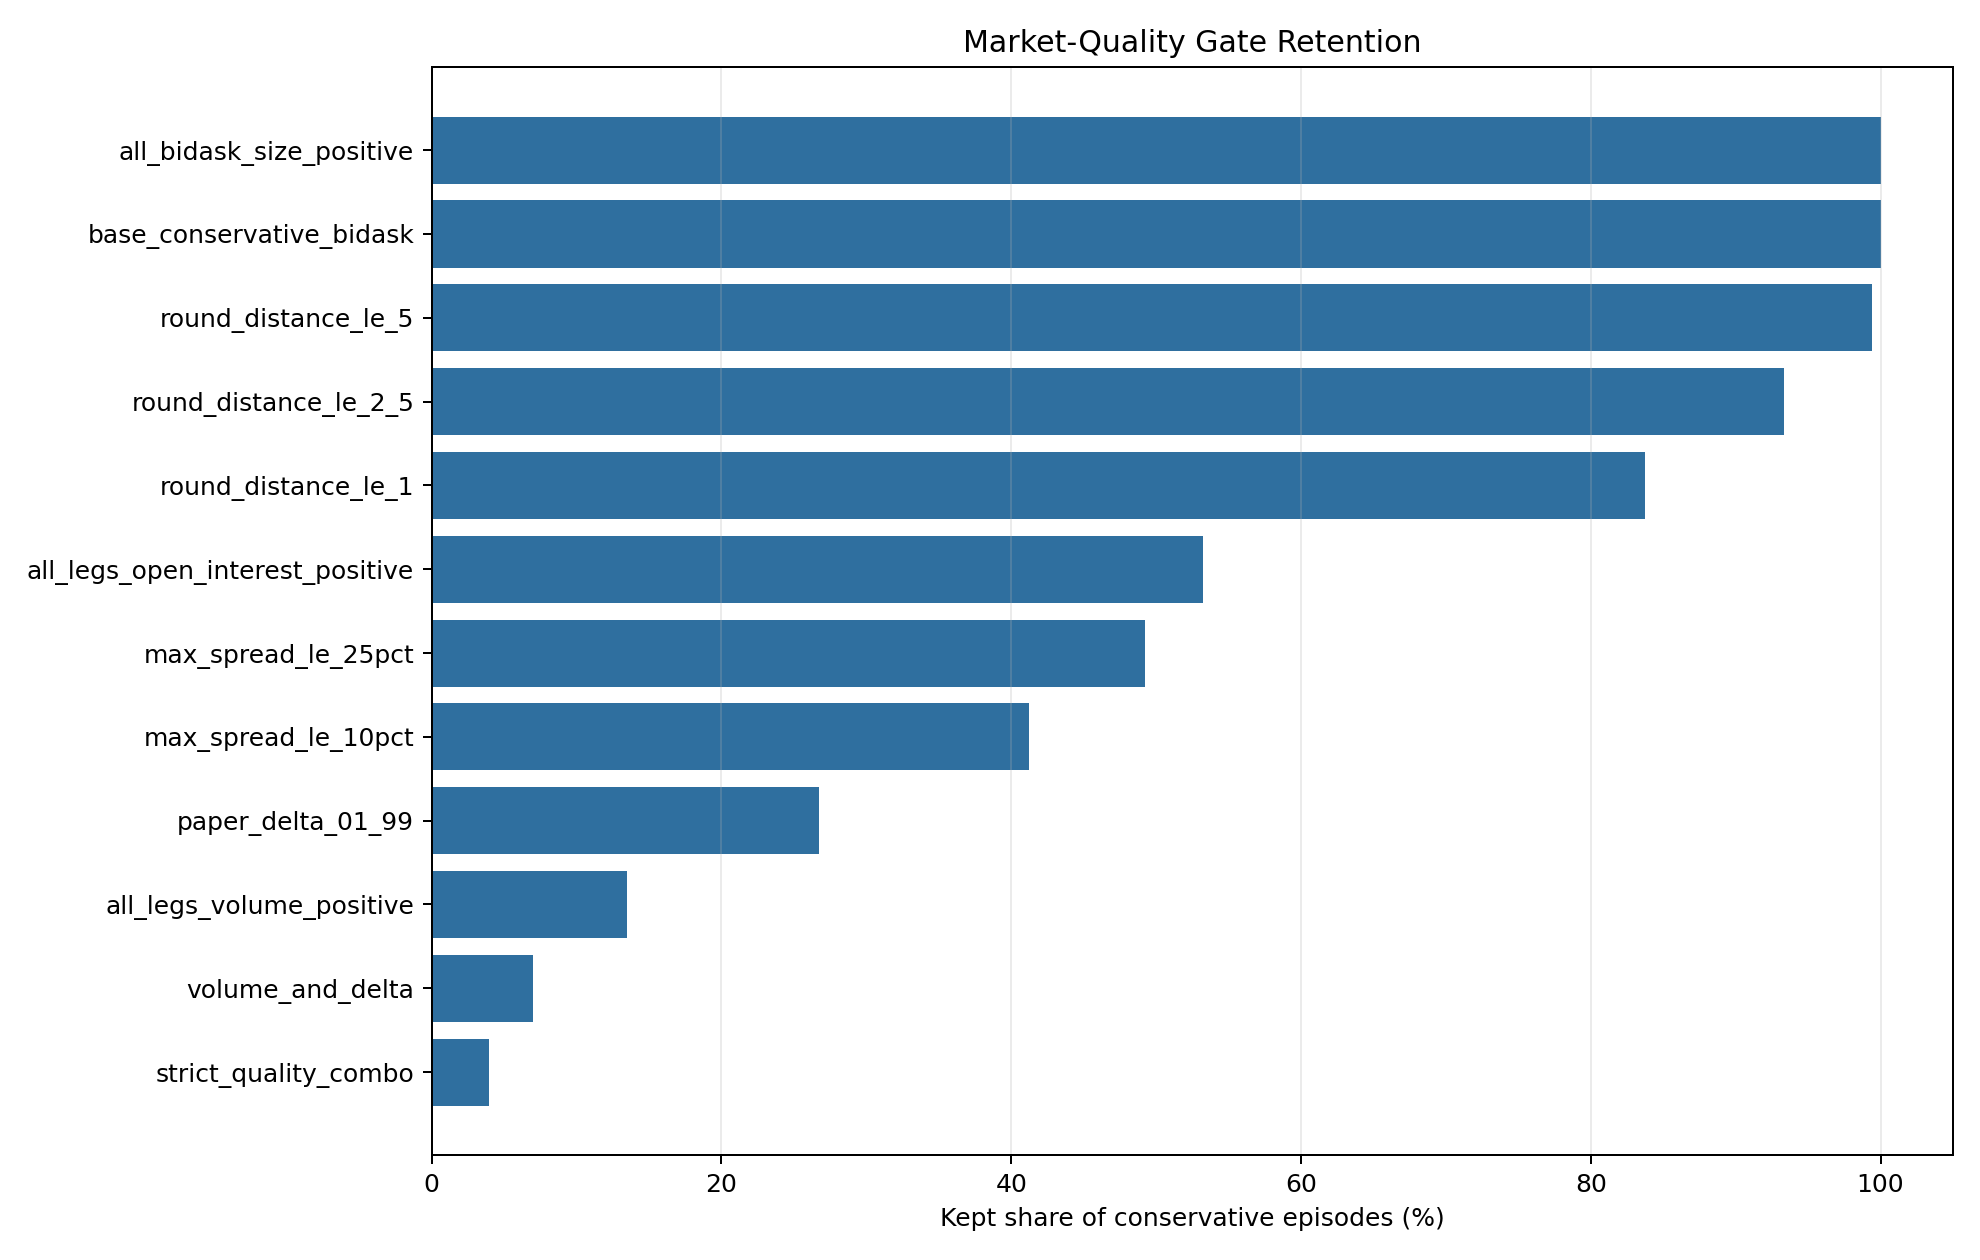 Market-Quality Gate Retention
all_bidask_size_positive
base_conservative_bidask
round_distance_le_5
round_distance_le_2_5
round_distance_le_1
all_legs_open_interest_positive
max_spread_le_25pct
max_spread_le_10pct
paper_delta_01_99
all_legs_volume_positive
volume_and_delta
strict_quality_combo
0 20 40 60 80 100
Kept share of conservative episodes (%)